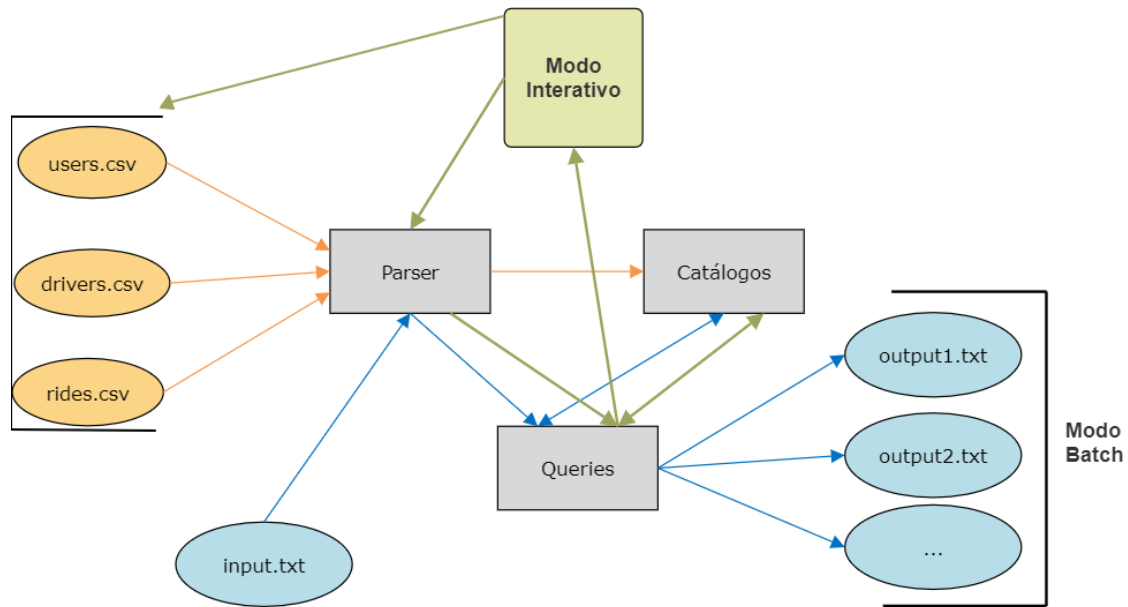 Modo
Interativo
users.csv
drivers.csv
rides.csv
Parser
Catálogos
Queries
input.txt
output1.txt
output2.txt
...
Modo
Batch